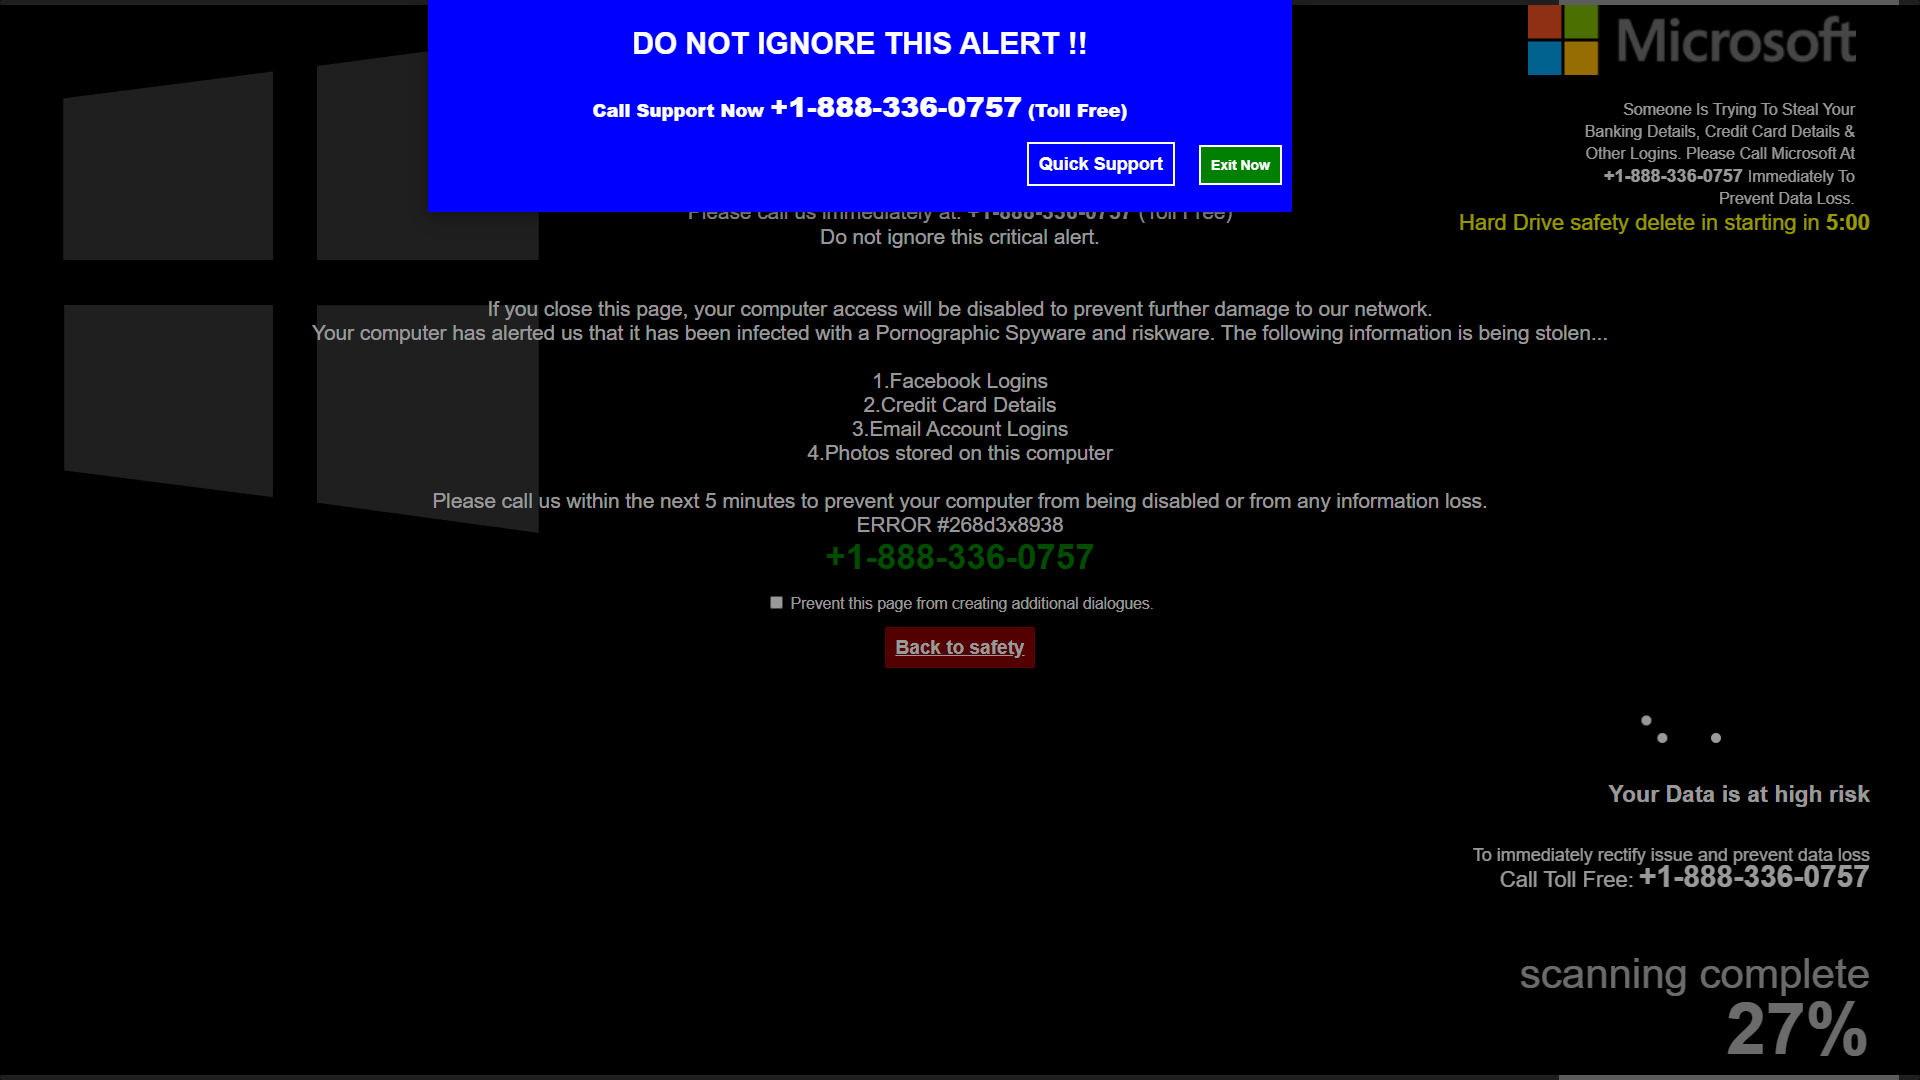 DO NOT IGNORE THIS ALERT !!
Call Support Now +1-888-336-0757 (Toll Free)
Quick Support
Exit Now
Microsoft
Someone Is Trying To Steal Your
Banking Details, Credit Card Details &
Other Logins. Please Call Microsoft At
+1-888-336-0757 Immediately To
Prevent Data Loss.
Hard Drive safety delete in starting in 5:00
Please call us immediately at: +1-888-336-0757 (Toll Free)
Do not ignore this critical alert.
If you close this page, your computer access will be disabled to prevent further damage to our network.
Your computer has alerted us that it has been infected with a Pornographic Spyware and riskware. The following information is being stolen...
1.Facebook Logins
2.Credit Card Details
3.Email Account Logins
4.Photos stored on this computer
Please call us within the next 5 minutes to prevent your computer from being disabled or from any information loss.
ERROR #268d3x8938
+1-888-336-0757
Prevent this page from creating additional dialogues.
Back to safety
Your Data is at high risk
To immediately rectify issue and prevent data loss
Call Toll Free: +1-888-336-0757
scanning complete
27%